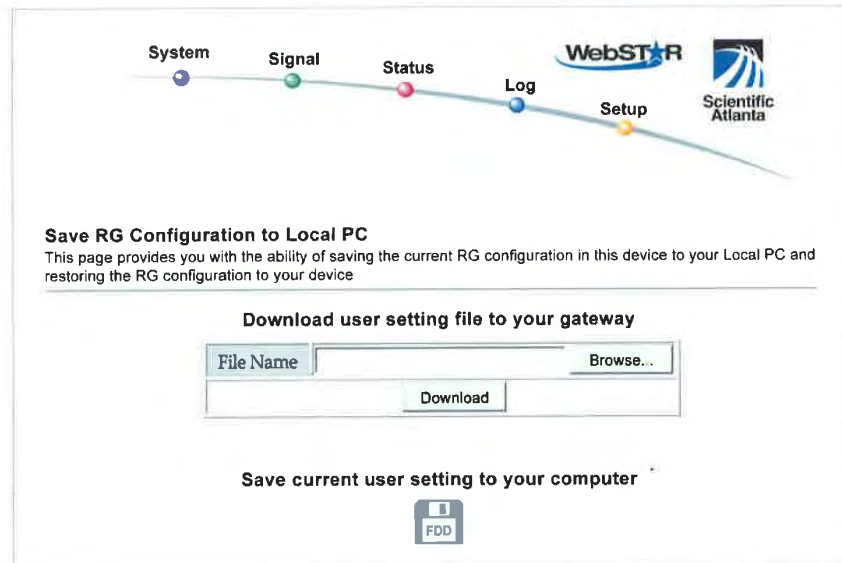 System
Signal
Status
Log
Setup
WebSTAR
Scientific
Atlanta
Save RG Configuration to Local PC
This page provides you with the ability of saving the current RG configuration in this device to your Local PC and
restoring the RG configuration to your device
Download user setting file to your gateway
File Name
Browse...
Download
Save current user setting to your computer
FDD